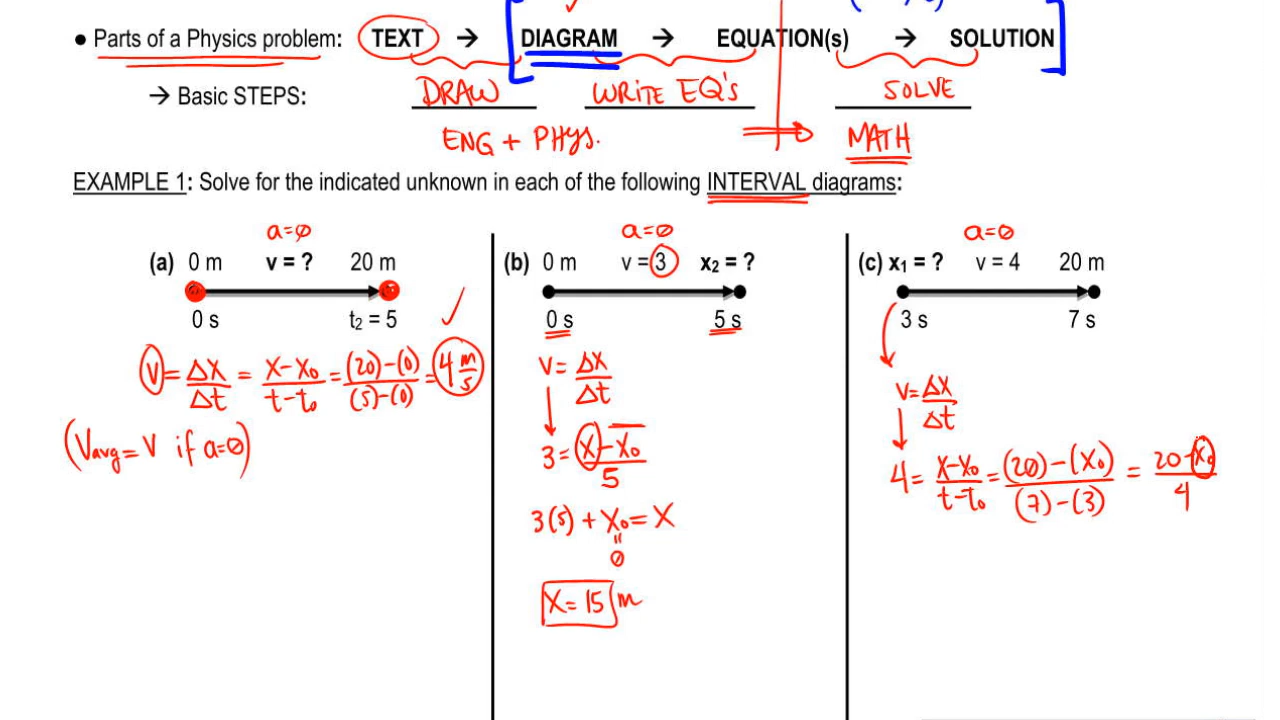 ● Parts of a Physics problem: TEXT → DIAGRAM → EQUATION(s) → SOLUTION
→ Basic STEPS: DRAW WRITE EQ'S SOLVE
ENG + PHYS. ⇒ MATH
EXAMPLE 1: Solve for the indicated unknown in each of the following INTERVAL diagrams:
a=0
(a) 0 m v = ? 20 m
0 s t₂ = 5
V = Δx/Δt = (x-x₀)/(t-t₀) = ((20)-(0))/((5)-(0)) = 4 m/s ✓
(Vavg = V if a=0)
a=0
(b) 0 m v = 3 x₂ = ?
0 s 5 s
V = Δx/Δt
3 = (x-x₀)/5
3(5) + x₀ = x
"
0
x = 15 m
a=0
(c) x₁ = ? v = 4 20 m
3 s 7 s
V = Δx/Δt
4 = (x-x₀)/(t-t₀) = ((20)-(x₀))/((7)-(3)) = (20-x₀)/4